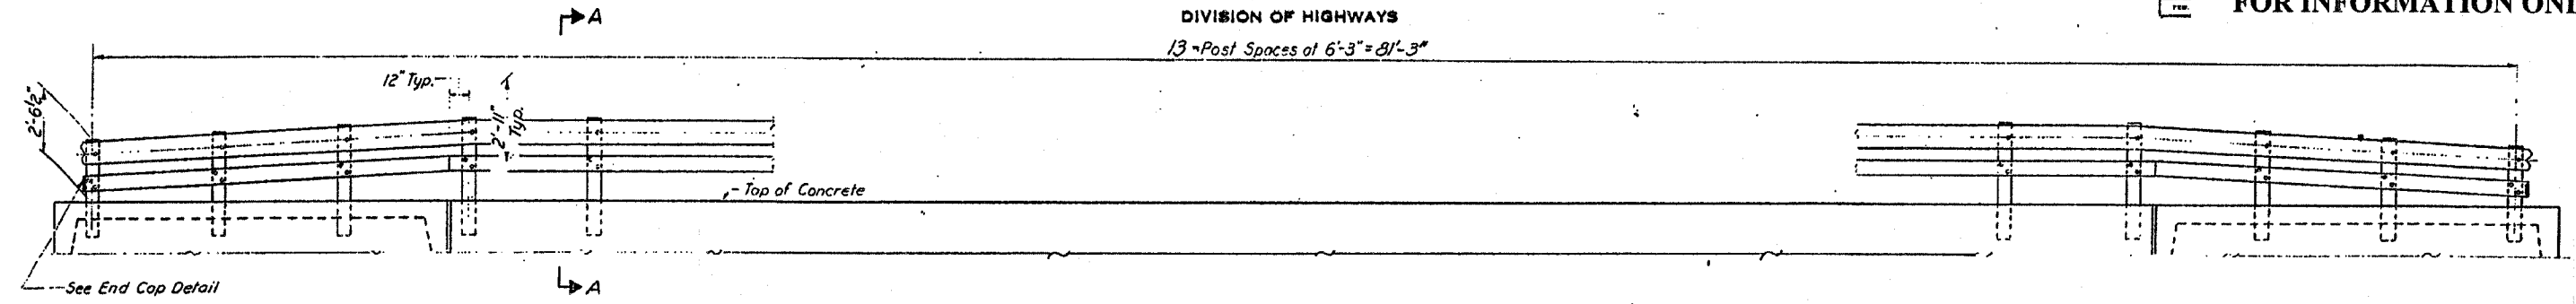 A
DIVISION OF HIGHWAYS
FOR INFORMATION ONL
13-Post Spaces at 6'-3"=81'-3"
12" Typ.
2'-11"
Typ.
2'-6½"
Top of Concrete
See End Cap Detail
A